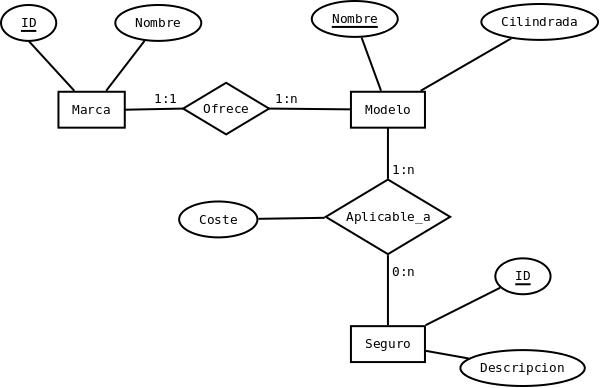 ID
Nombre
Nombre
Cilindrada
Marca
1:1
Ofrece
1:n
Modelo
1:n
Coste
Aplicable_a
0:n
ID
Seguro
Descripcion